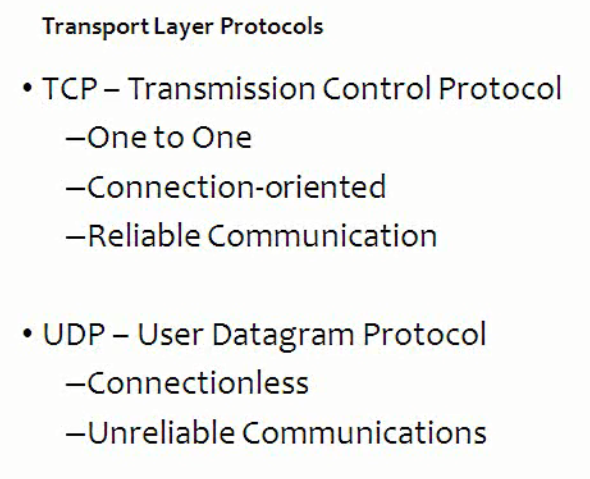 Transport Layer Protocols
• TCP – Transmission Control Protocol
–One to One
–Connection-oriented
–Reliable Communication
• UDP – User Datagram Protocol
–Connectionless
–Unreliable Communications